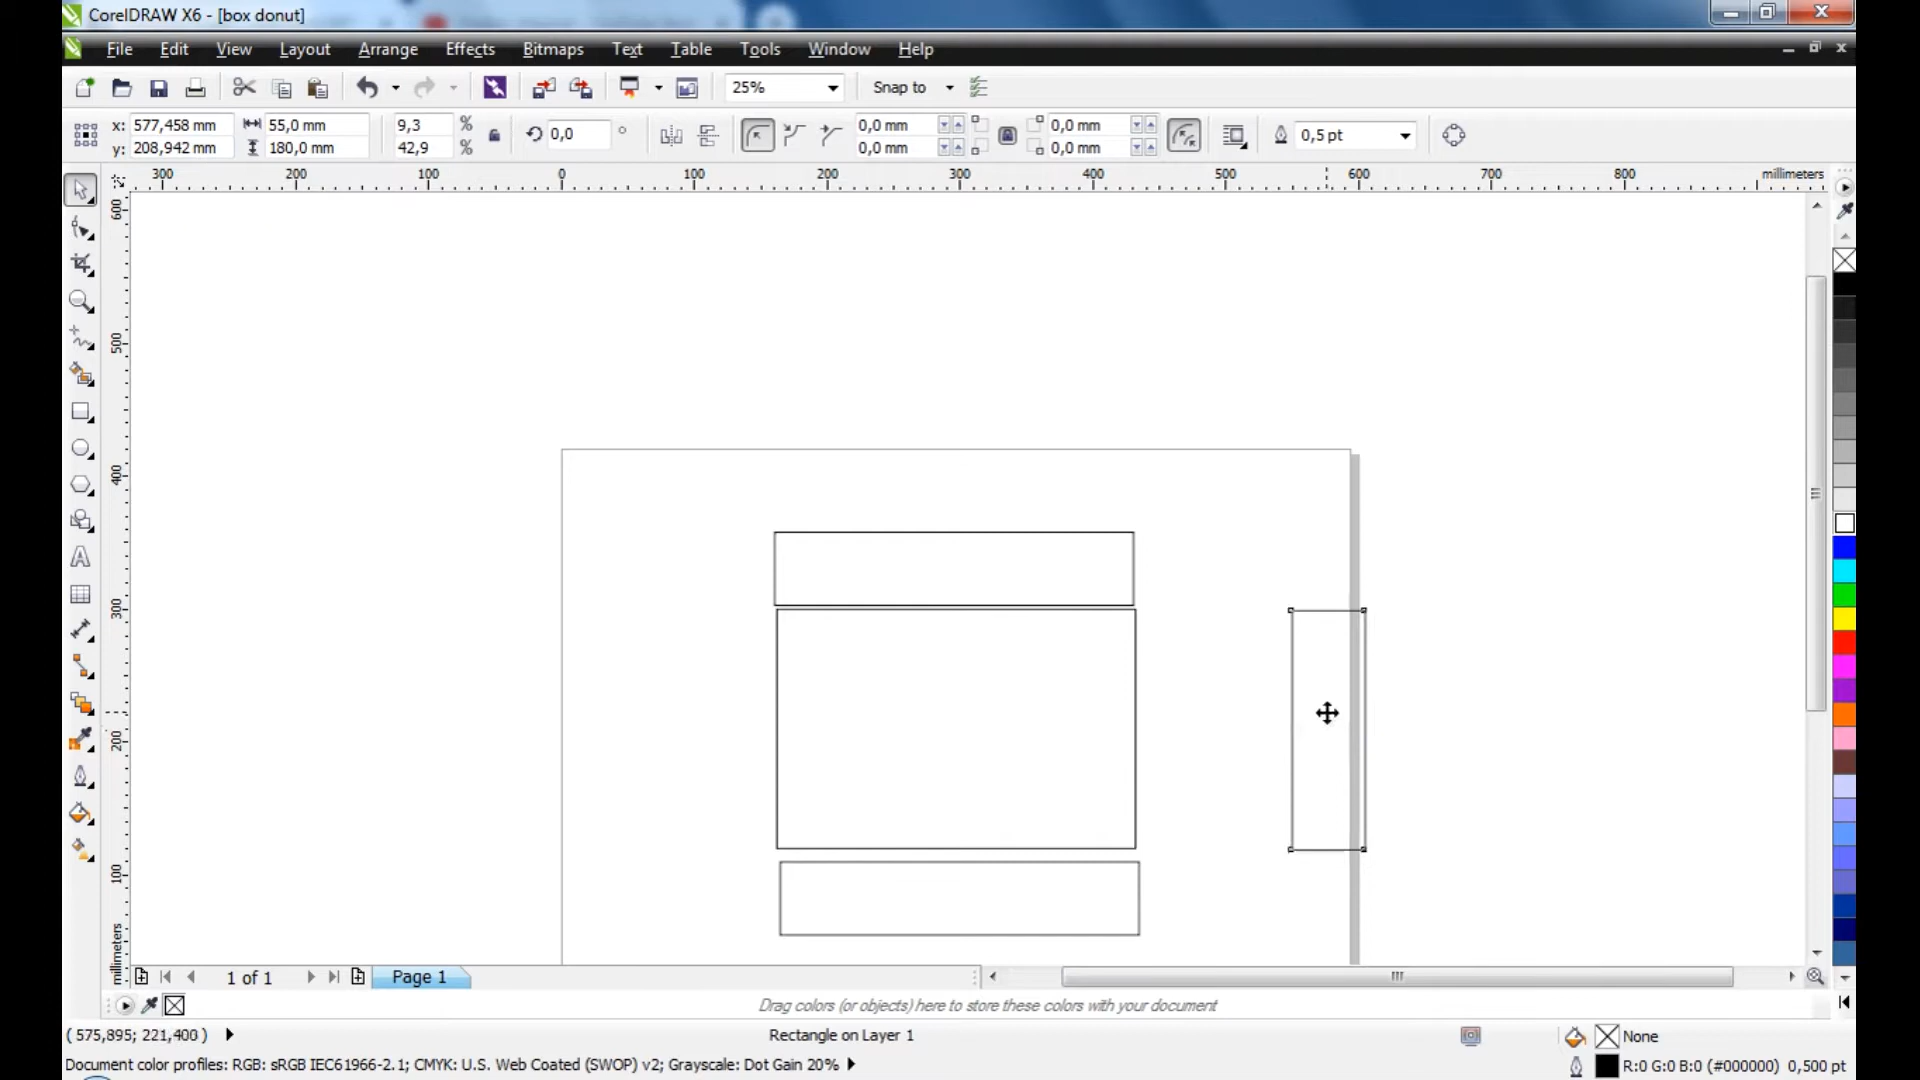 CorelDRAW X6 - [box donut]
File Edit View Layout Arrange Effects Bitmaps Text Table Tools Window Help
25% Snap to
x: 577,458 mm 55,0 mm 9,3 % 0,0 ° 0,0 mm 0,0 mm 0,5 pt
y: 208,942 mm 180,0 mm 42,9 % 0,0 mm 0,0 mm
300 200 100 0 100 200 300 400 500 600 700 800 millimeters
600
500
400
300
200
100
millimeters
1 of 1 Page 1
Drag colors (or objects) here to store these colors with your document
( 575,895; 221,400 ) Rectangle on Layer 1 None
Document color profiles: RGB: sRGB IEC61966-2.1; CMYK: U.S. Web Coated (SWOP) v2; Grayscale: Dot Gain 20% R:0 G:0 B:0 (#000000) 0,500 pt